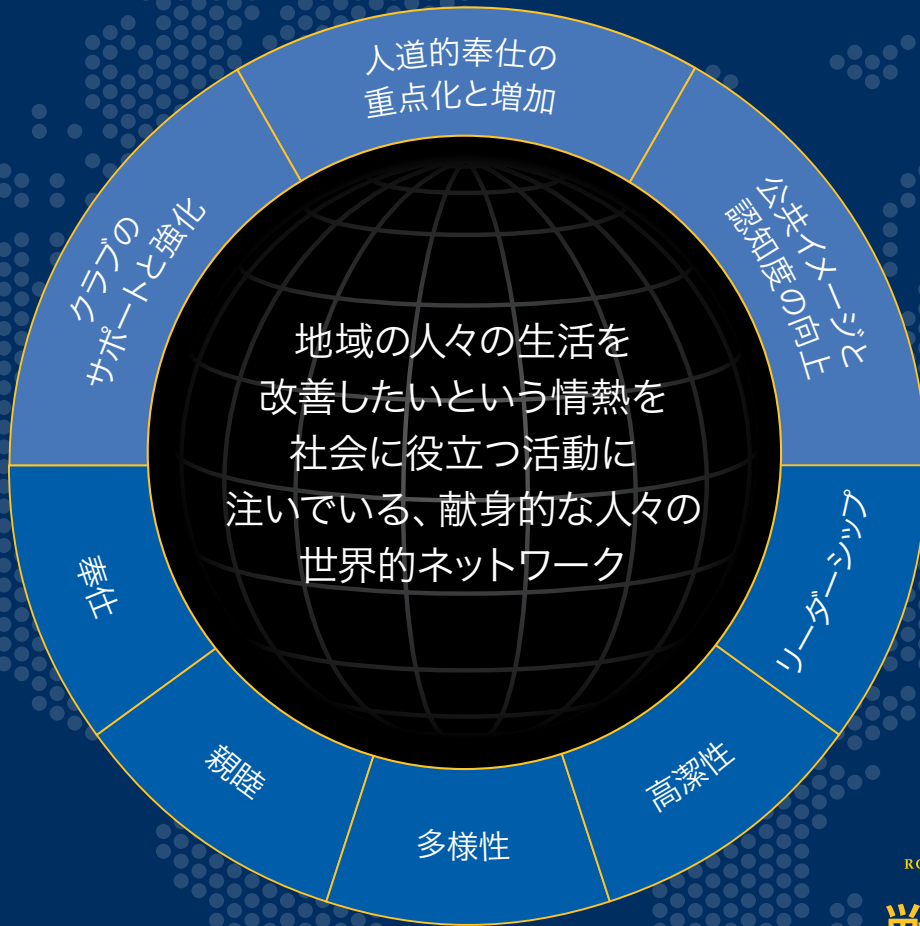 人道的奉仕の
重点化と増加
クラブの
サポートと強化
公共イメージと
認知度の向上
地域の人々の生活を
改善したいという情熱を
社会に役立つ活動に
注いでいる、献身的な人々の
世界的ネットワーク
奉仕
リーダーシップ
親睦
高潔性
多様性